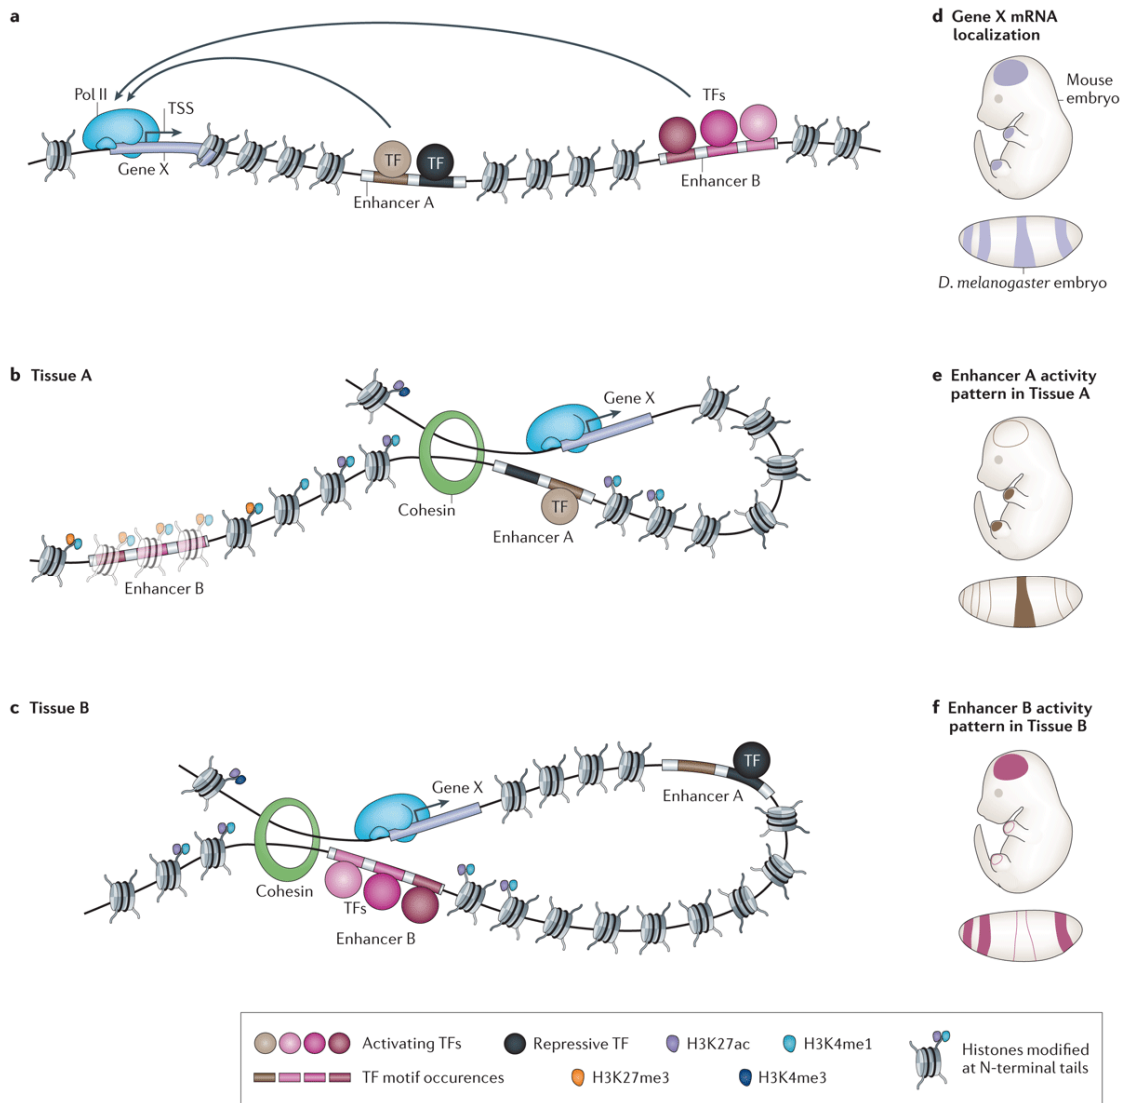 a
Pol II
TSS
Gene X
TF
TF
Enhancer A
TFs
Enhancer B
d Gene X mRNA
localization
Mouse
embryo
D. melanogaster embryo
b Tissue A
Gene X
Cohesin
TF
Enhancer A
Enhancer B
e Enhancer A activity
pattern in Tissue A
c Tissue B
Gene X
TF
Enhancer A
Cohesin
TFs
Enhancer B
f Enhancer B activity
pattern in Tissue B
Activating TFs
Repressive TF
H3K27ac
H3K4me1
Histones modified
at N-terminal tails
TF motif occurences
H3K27me3
H3K4me3